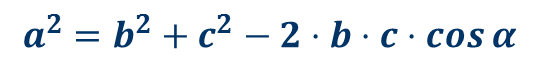 a² = b² + c² − 2 · b · c · cos α